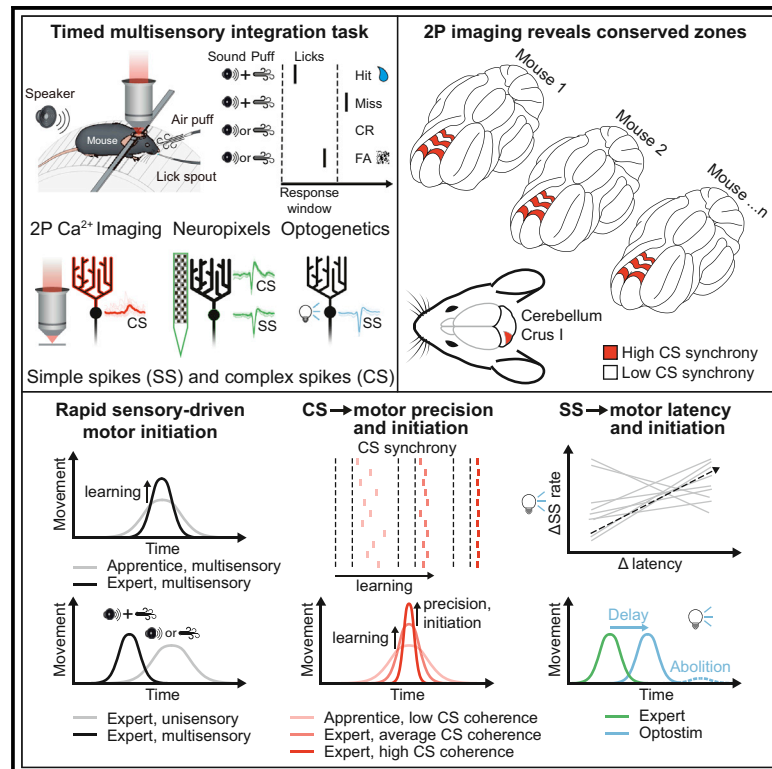 Timed multisensory integration task
Sound Puff
Licks
Speaker
Air puff
Mouse
Lick spout
+
Hit
+
Miss
or
CR
or
FA
Response
window
2P Ca²⁺ Imaging
Neuropixels
Optogenetics
CS
CS
SS
SS
Simple spikes (SS) and complex spikes (CS)
2P imaging reveals conserved zones
Mouse 1
Mouse 2
Mouse ...n
Cerebellum
Crus I
High CS synchrony
Low CS synchrony
Rapid sensory-driven
motor initiation
Movement
learning
Time
Apprentice, multisensory
Expert, multisensory
+
or
Movement
Time
Expert, unisensory
Expert, multisensory
CS→motor precision
and initiation
CS synchrony
learning
Movement
learning
precision,
initiation
Time
Apprentice, low CS coherence
Expert, average CS coherence
Expert, high CS coherence
SS→motor latency
and initiation
ΔSS rate
Δ latency
Movement
Delay
Abolition
Time
Expert
Optostim